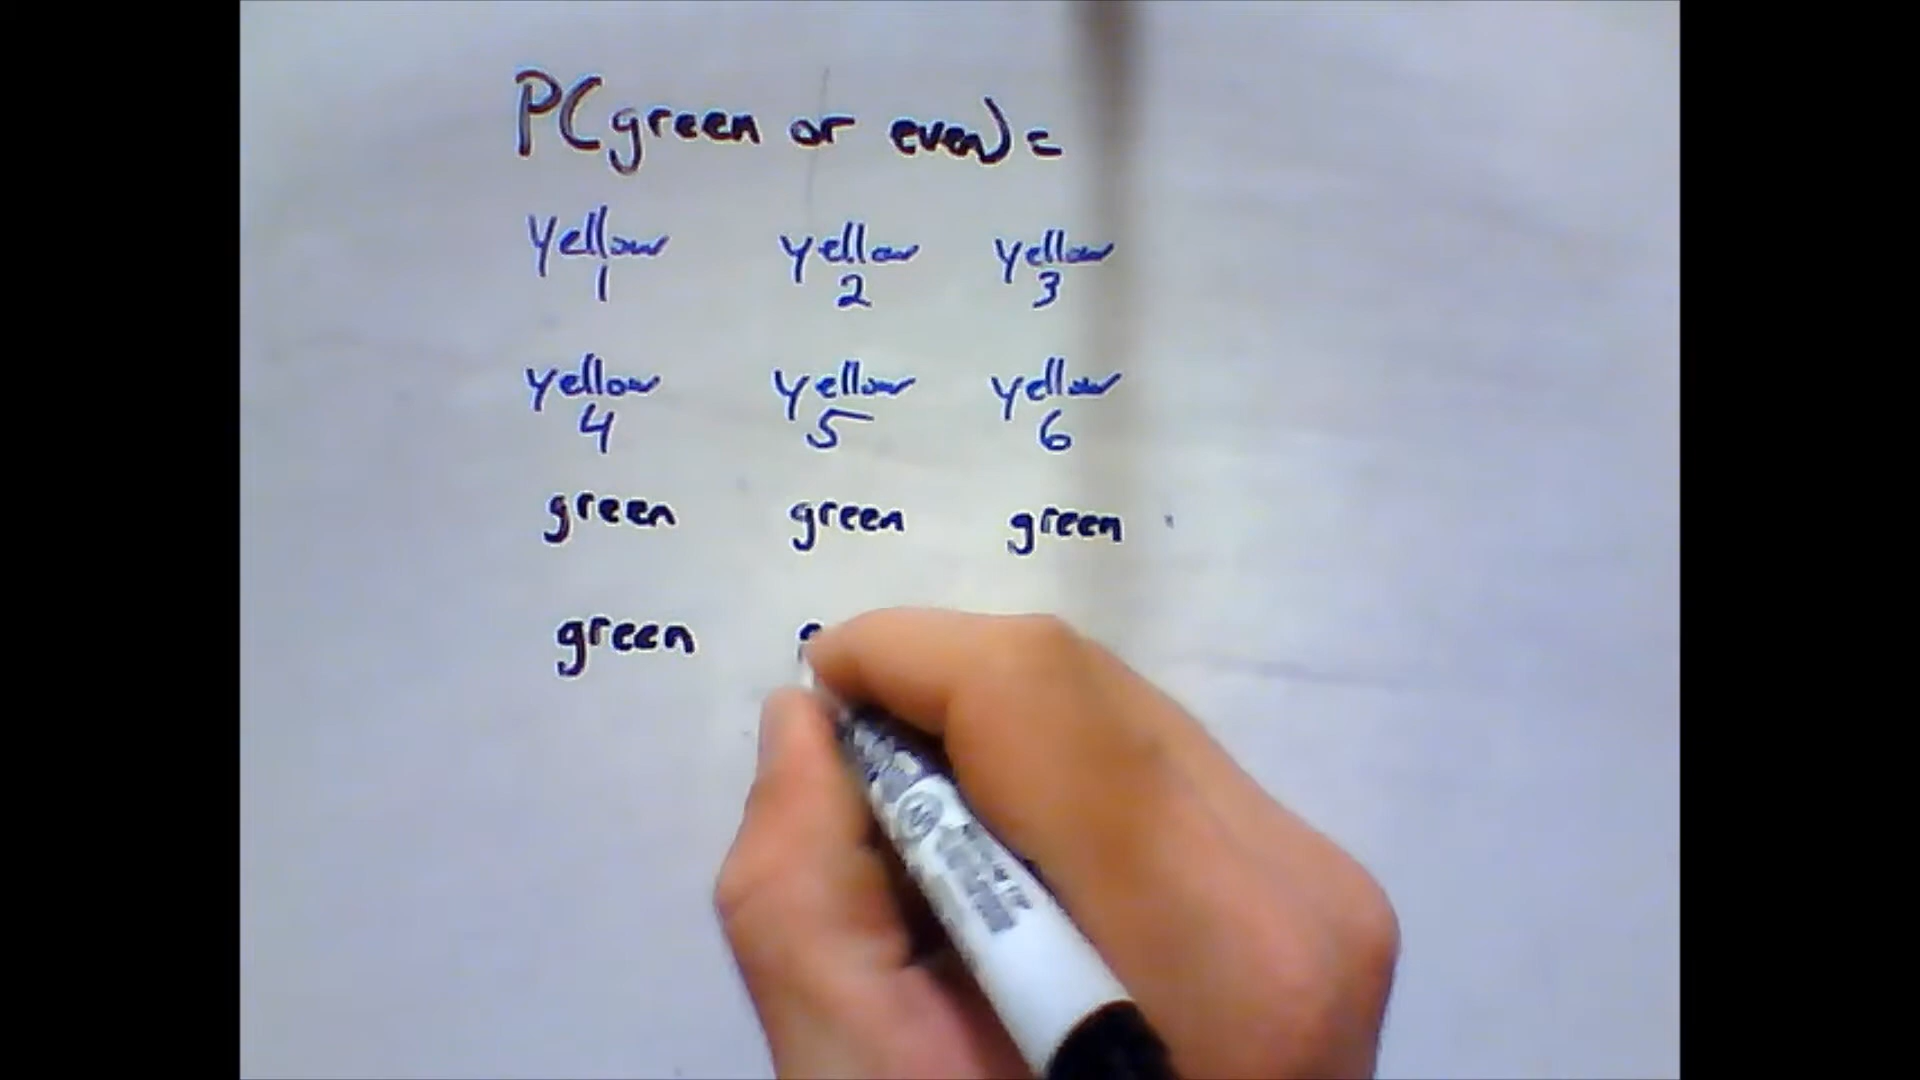 P(green or even)=
yellow yellow yellow
1 2 3
yellow yellow yellow
4 5 6
green green green
green